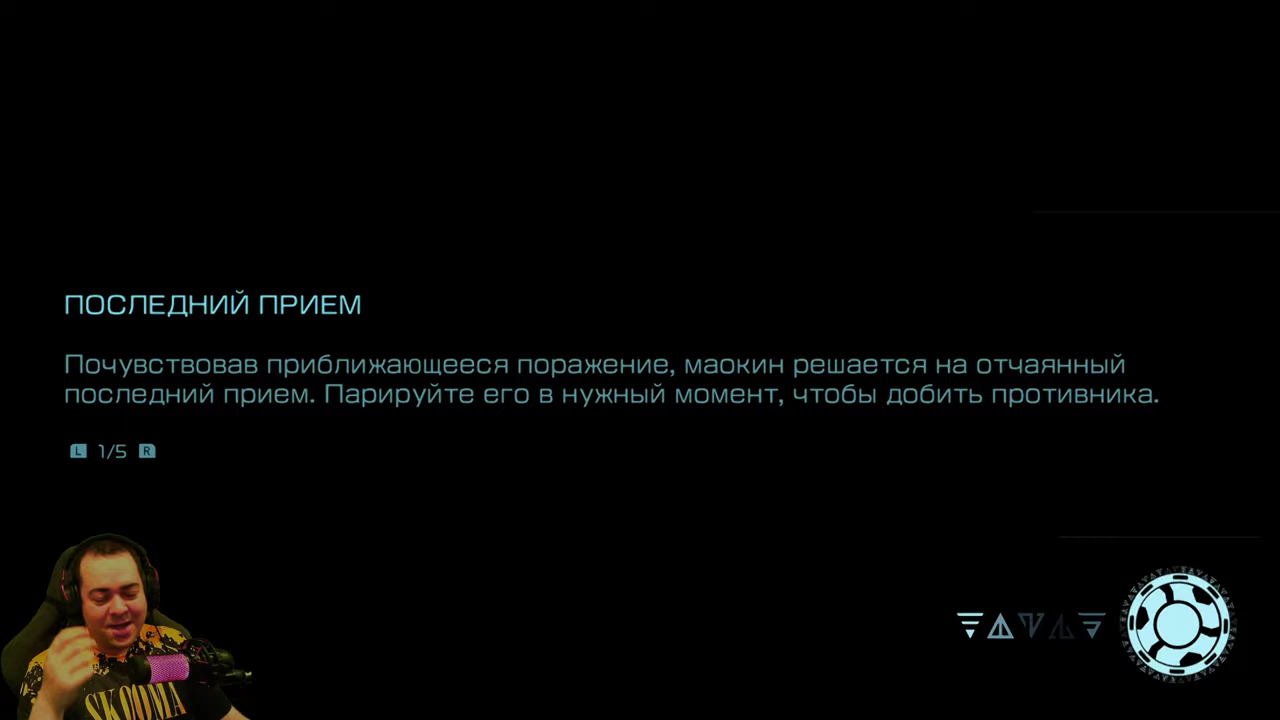 ПОСЛЕДНИЙ ПРИЕМ
Почувствовав приближающееся поражение, маокин решается на отчаянный
последний прием. Парируйте его в нужный момент, чтобы добить противника.
L 1/5 R
SKOOMA